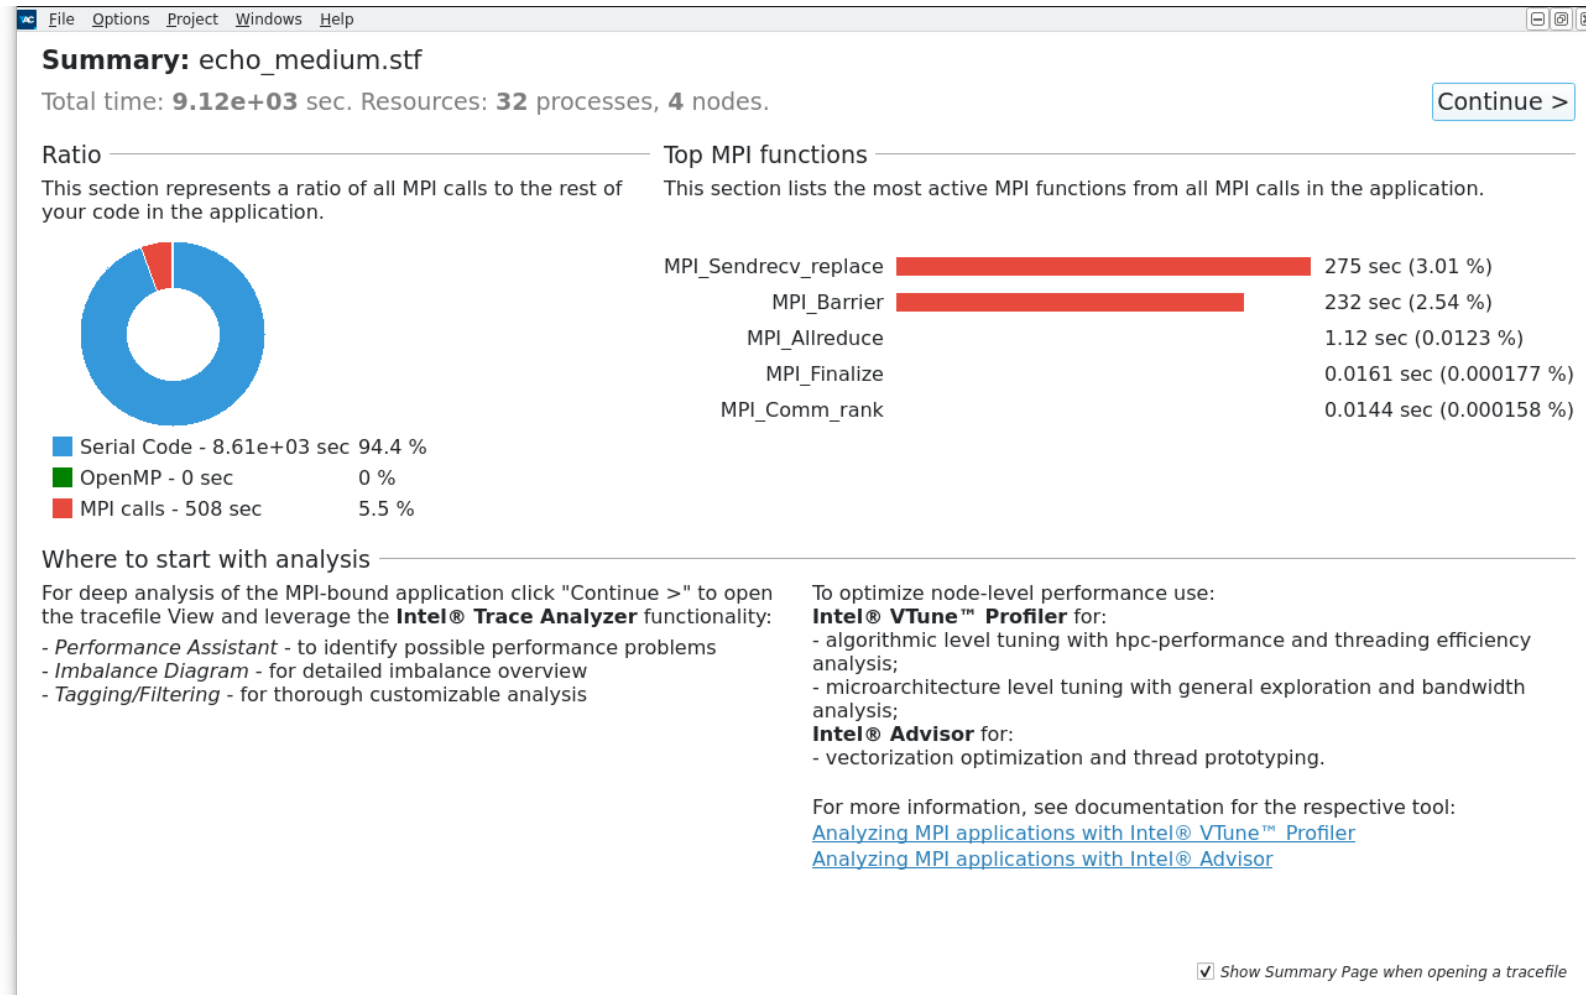 File Options Project Windows Help
Summary: echo_medium.stf
Total time: 9.12e+03 sec. Resources: 32 processes, 4 nodes.
Continue >
Ratio
This section represents a ratio of all MPI calls to the rest of
your code in the application.
Serial Code - 8.61e+03 sec 94.4 %
OpenMP - 0 sec 0 %
MPI calls - 508 sec 5.5 %
Top MPI functions
This section lists the most active MPI functions from all MPI calls in the application.
MPI_Sendrecv_replace 275 sec (3.01 %)
MPI_Barrier 232 sec (2.54 %)
MPI_Allreduce 1.12 sec (0.0123 %)
MPI_Finalize 0.0161 sec (0.000177 %)
MPI_Comm_rank 0.0144 sec (0.000158 %)
Where to start with analysis
For deep analysis of the MPI-bound application click "Continue >" to open
the tracefile View and leverage the Intel® Trace Analyzer functionality:
- Performance Assistant - to identify possible performance problems
- Imbalance Diagram - for detailed imbalance overview
- Tagging/Filtering - for thorough customizable analysis
To optimize node-level performance use:
Intel® VTune™ Profiler for:
- algorithmic level tuning with hpc-performance and threading efficiency
analysis;
- microarchitecture level tuning with general exploration and bandwidth
analysis;
Intel® Advisor for:
- vectorization optimization and thread prototyping.
For more information, see documentation for the respective tool:
Analyzing MPI applications with Intel® VTune™ Profiler
Analyzing MPI applications with Intel® Advisor
Show Summary Page when opening a tracefile